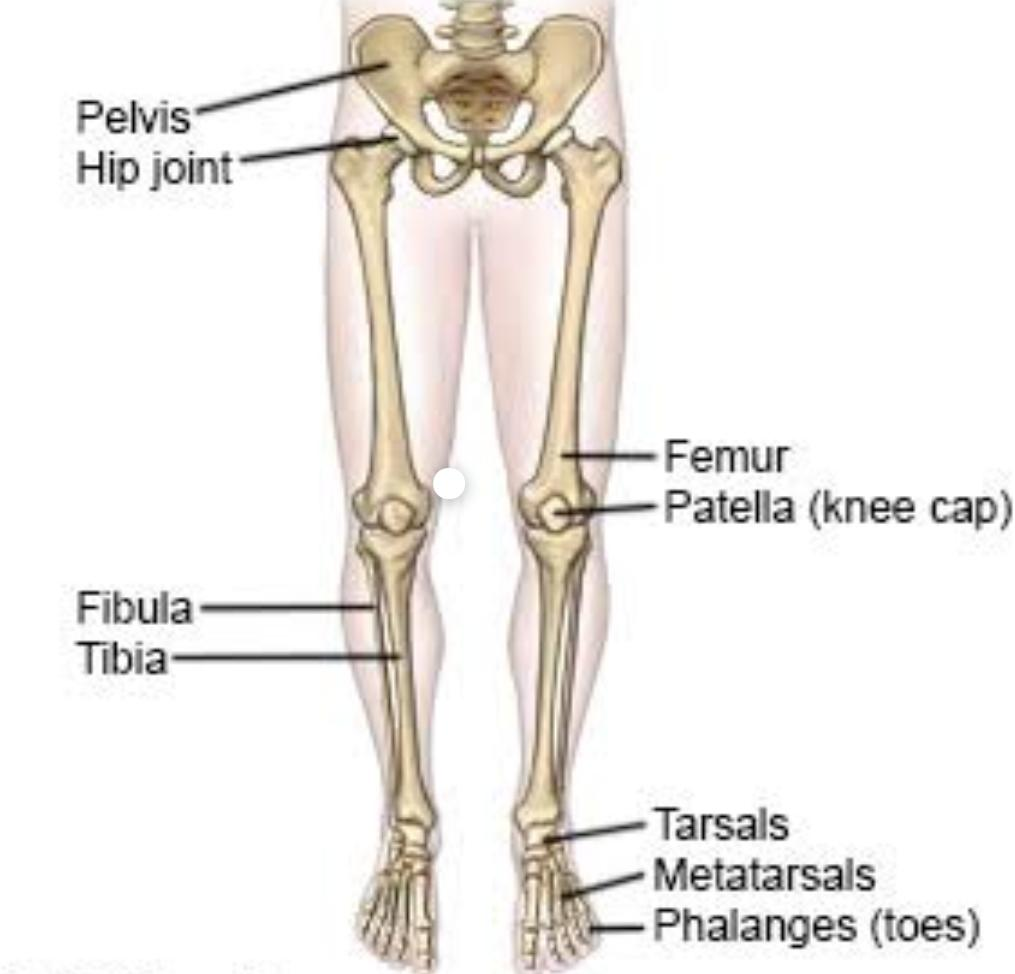 Pelvis
Hip joint
Femur
Patella (knee cap)
Fibula
Tibia
Tarsals
Metatarsals
Phalanges (toes)